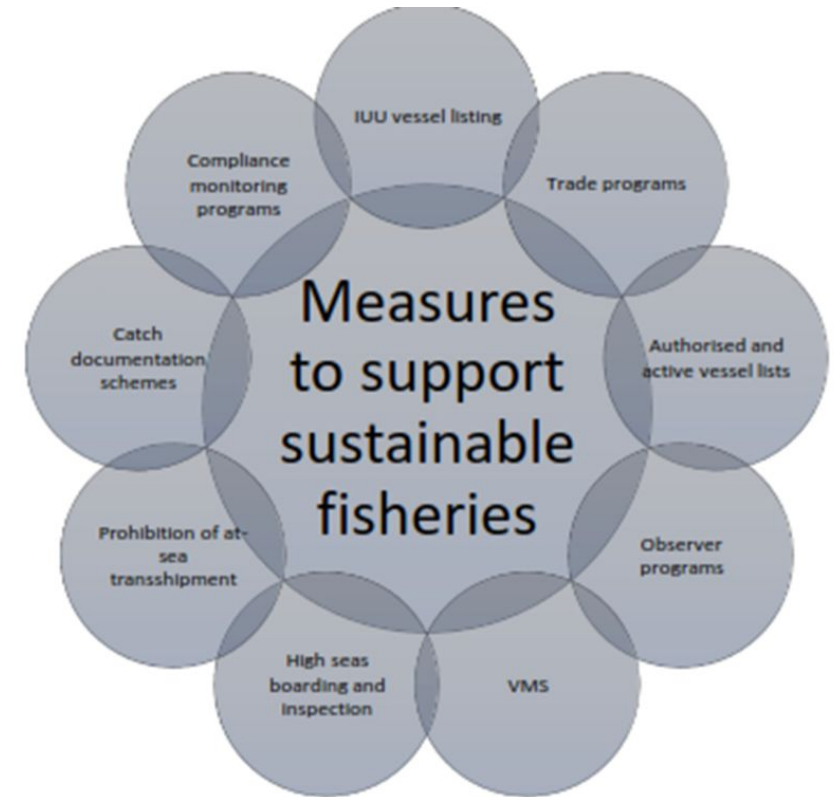 IUU vessel listing
Trade programs
Authorised and
active vessel lists
Observer
programs
VMS
High seas
boarding and
inspection
Prohibition of at-
sea
transshipment
Catch
documentation
schemes
Compliance
monitoring
programs
Measures
to support
sustainable
fisheries